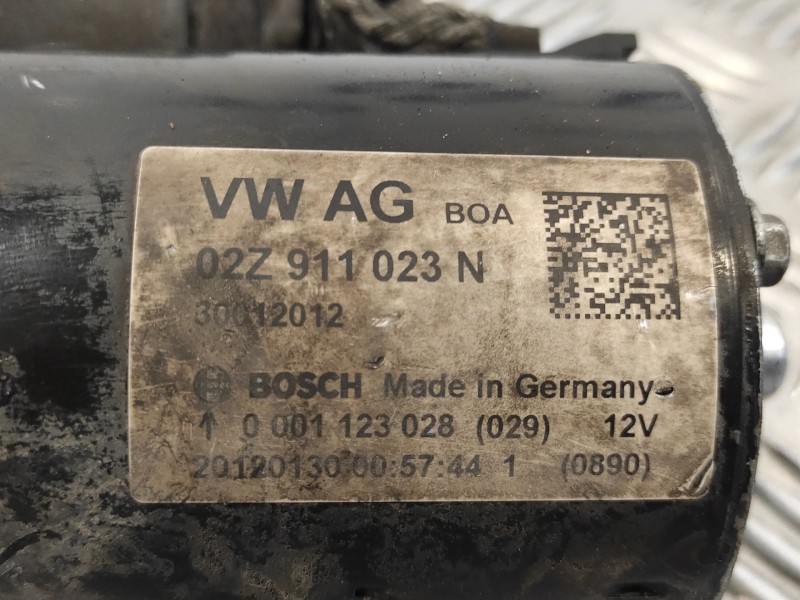 VW AG BOA
02Z 911 023 N
30012012
BOSCH Made in Germany
↑ 0 001 123 028 (029) 12V
20120130 00:57:44 1 (0890)